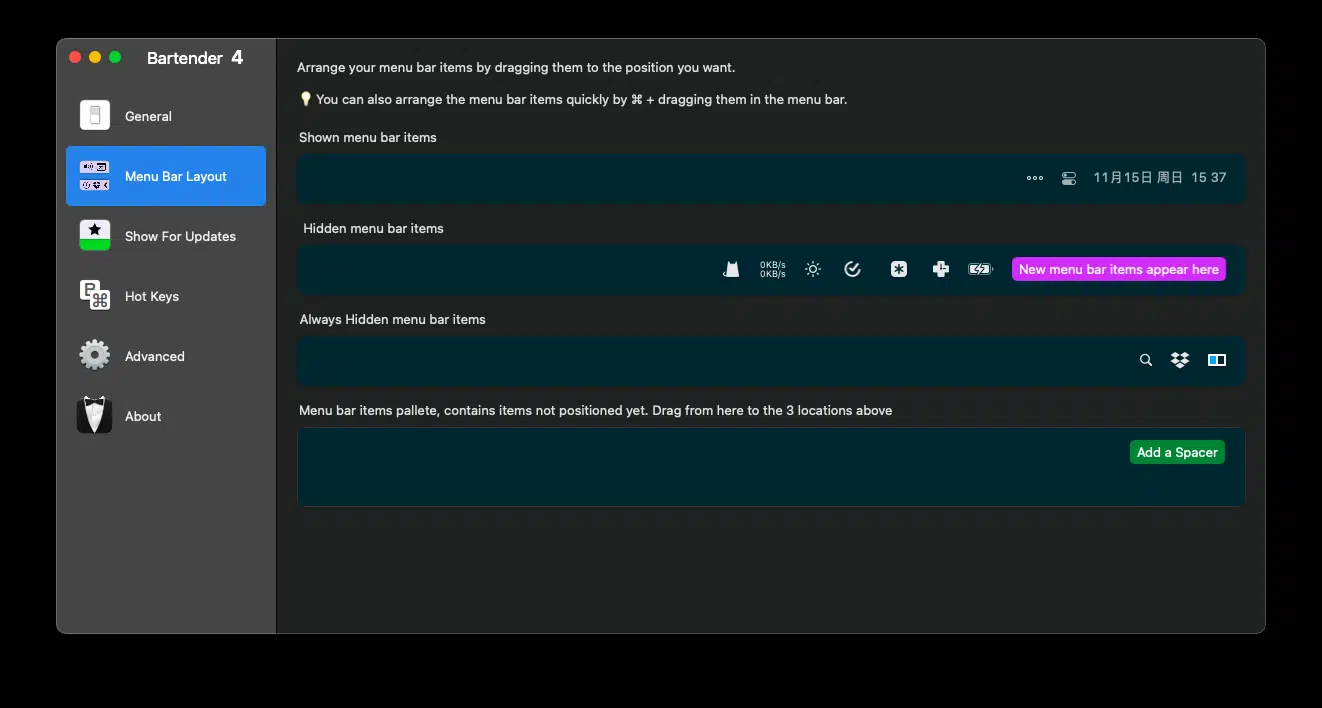 Bartender 4
General
Menu Bar Layout
Show For Updates
Hot Keys
Advanced
About
Arrange your menu bar items by dragging them to the position you want.
You can also arrange the menu bar items quickly by ⌘ + dragging them in the menu bar.
Shown menu bar items
11月15日 周日 15 37
Hidden menu bar items
0KB/s
0KB/s
New menu bar items appear here
Always Hidden menu bar items
Menu bar items pallete, contains items not positioned yet. Drag from here to the 3 locations above
Add a Spacer